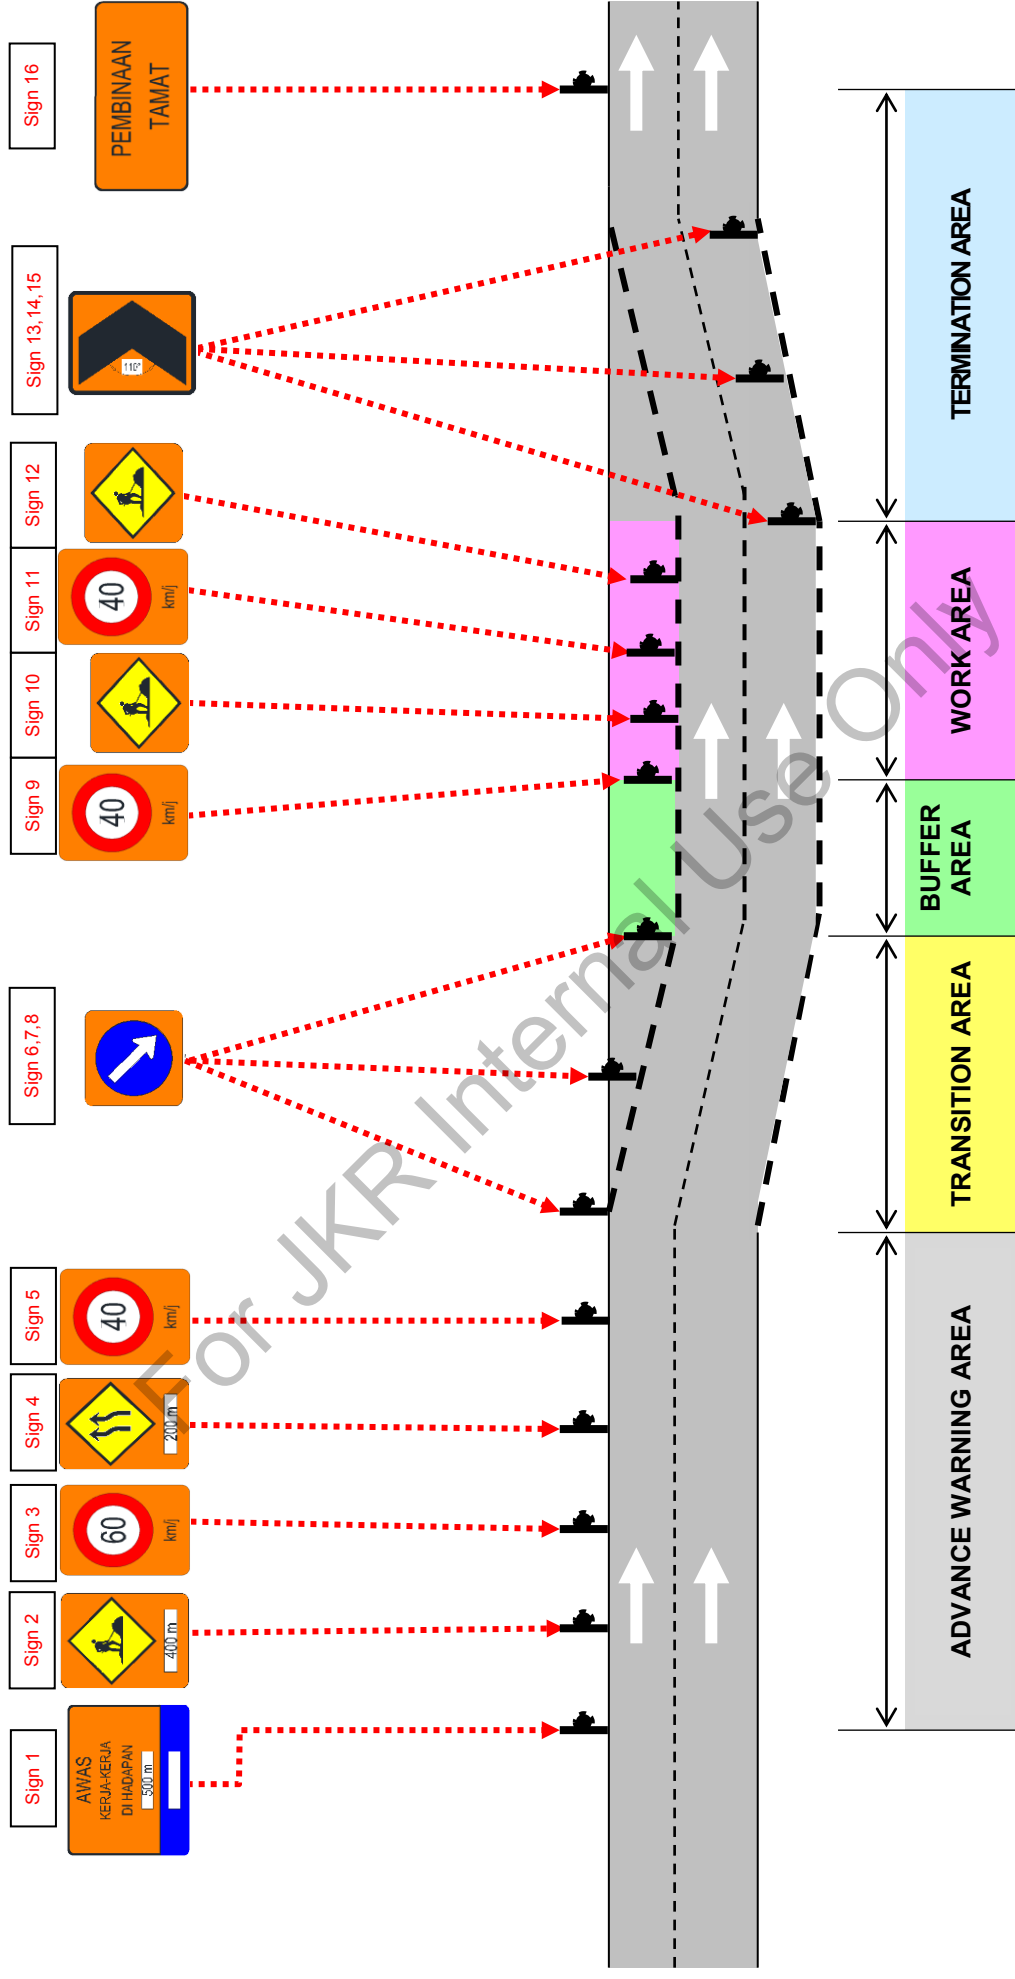 Sign 1
Sign 2
Sign 3
Sign 4
Sign 5
Sign 6,7,8
Sign 9
Sign 10
Sign 11
Sign 12
Sign 13,14,15
Sign 16
AWAS
KERJA-KERJA
DI HADAPAN
500 m
400 m
60
km/j
200 m
40
km/j
40
km/j
40
km/j
110°
PEMBINAAN
TAMAT
ADVANCE WARNING AREA
TRANSITION AREA
BUFFER
AREA
WORK AREA
TERMINATION AREA
For JKR Internal Use Only